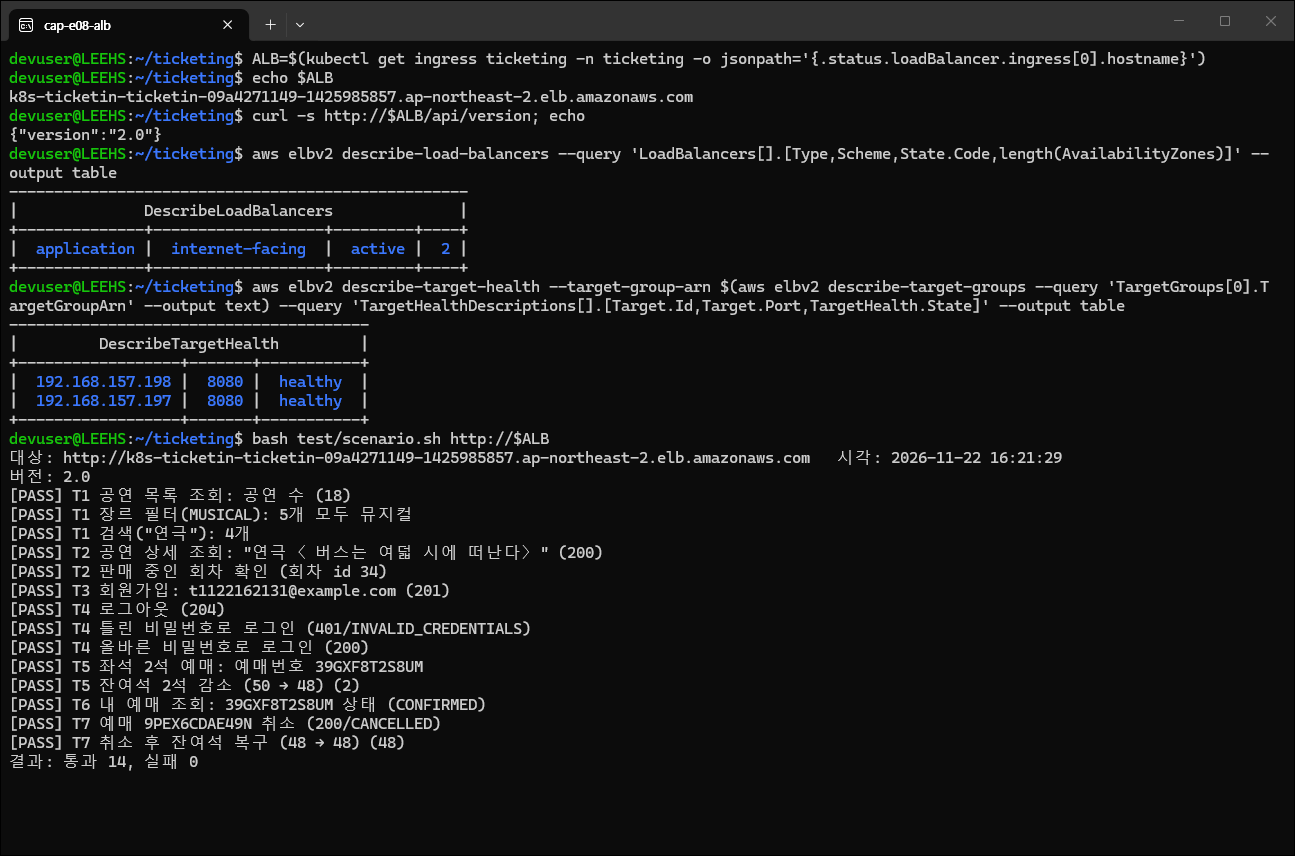 cap-e08-alb
devuser@LEEHS:~/ticketing$ ALB=$(kubectl get ingress ticketing -n ticketing -o jsonpath='{.status.loadBalancer.ingress[0].hostname}')
devuser@LEEHS:~/ticketing$ echo $ALB
k8s-ticketin-ticketin-09a4271149-1425985857.ap-northeast-2.elb.amazonaws.com
devuser@LEEHS:~/ticketing$ curl -s http://$ALB/api/version; echo
{"version":"2.0"}
devuser@LEEHS:~/ticketing$ aws elbv2 describe-load-balancers --query 'LoadBalancers[].[Type,Scheme,State.Code,length(AvailabilityZones)]' --
output table
---------------------------------------------------
|              DescribeLoadBalancers              |
+--------------+-------------------+---------+----+
|  application |  internet-facing  |  active |  2 |
+--------------+-------------------+---------+----+
devuser@LEEHS:~/ticketing$ aws elbv2 describe-target-health --target-group-arn $(aws elbv2 describe-target-groups --query 'TargetGroups[0].T
argetGroupArn' --output text) --query 'TargetHealthDescriptions[].[Target.Id,Target.Port,TargetHealth.State]' --output table
----------------------------------------
|         DescribeTargetHealth         |
+------------------+-------+-----------+
|  192.168.157.198 |  8080 |  healthy  |
|  192.168.157.197 |  8080 |  healthy  |
+------------------+-------+-----------+
devuser@LEEHS:~/ticketing$ bash test/scenario.sh http://$ALB
대상: http://k8s-ticketin-ticketin-09a4271149-1425985857.ap-northeast-2.elb.amazonaws.com   시각: 2026-11-22 16:21:29
버전: 2.0
[PASS] T1 공연 목록 조회: 공연 수 (18)
[PASS] T1 장르 필터(MUSICAL): 5개 모두 뮤지컬
[PASS] T1 검색("연극"): 4개
[PASS] T2 공연 상세 조회: "연극 〈 버스는 여덟 시에 떠난다〉" (200)
[PASS] T2 판매 중인 회차 확인 (회차 id 34)
[PASS] T3 회원가입: t1122162131@example.com (201)
[PASS] T4 로그아웃 (204)
[PASS] T4 틀린 비밀번호로 로그인 (401/INVALID_CREDENTIALS)
[PASS] T4 올바른 비밀번호로 로그인 (200)
[PASS] T5 좌석 2석 예매: 예매번호 39GXF8T2S8UM
[PASS] T5 잔여석 2석 감소 (50 → 48) (2)
[PASS] T6 내 예매 조회: 39GXF8T2S8UM 상태 (CONFIRMED)
[PASS] T7 예매 9PEX6CDAE49N 취소 (200/CANCELLED)
[PASS] T7 취소 후 잔여석 복구 (48 → 48) (48)
결과: 통과 14, 실패 0